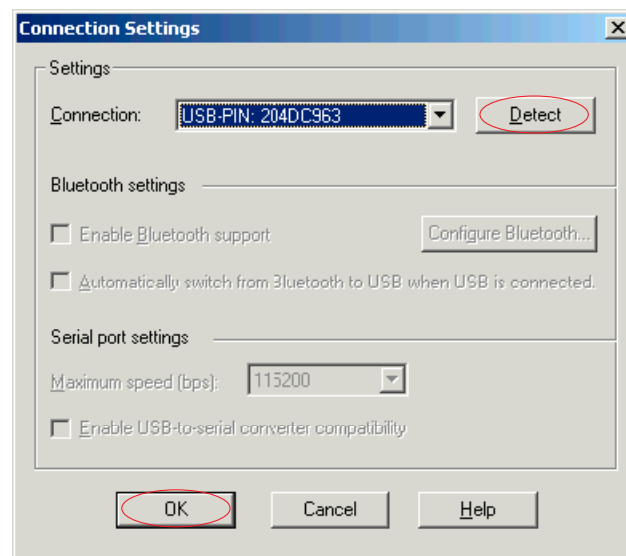 Connection Settings
Settings
Connection: USB-PIN: 204DC963 Detect
Bluetooth settings
Enable Bluetooth support Configure Bluetooth...
Automatically switch from Bluetooth to USB when USB is connected.
Serial port settings
Maximum speed (bps): 115200
Enable USB-to-serial converter compatibility
OK Cancel Help